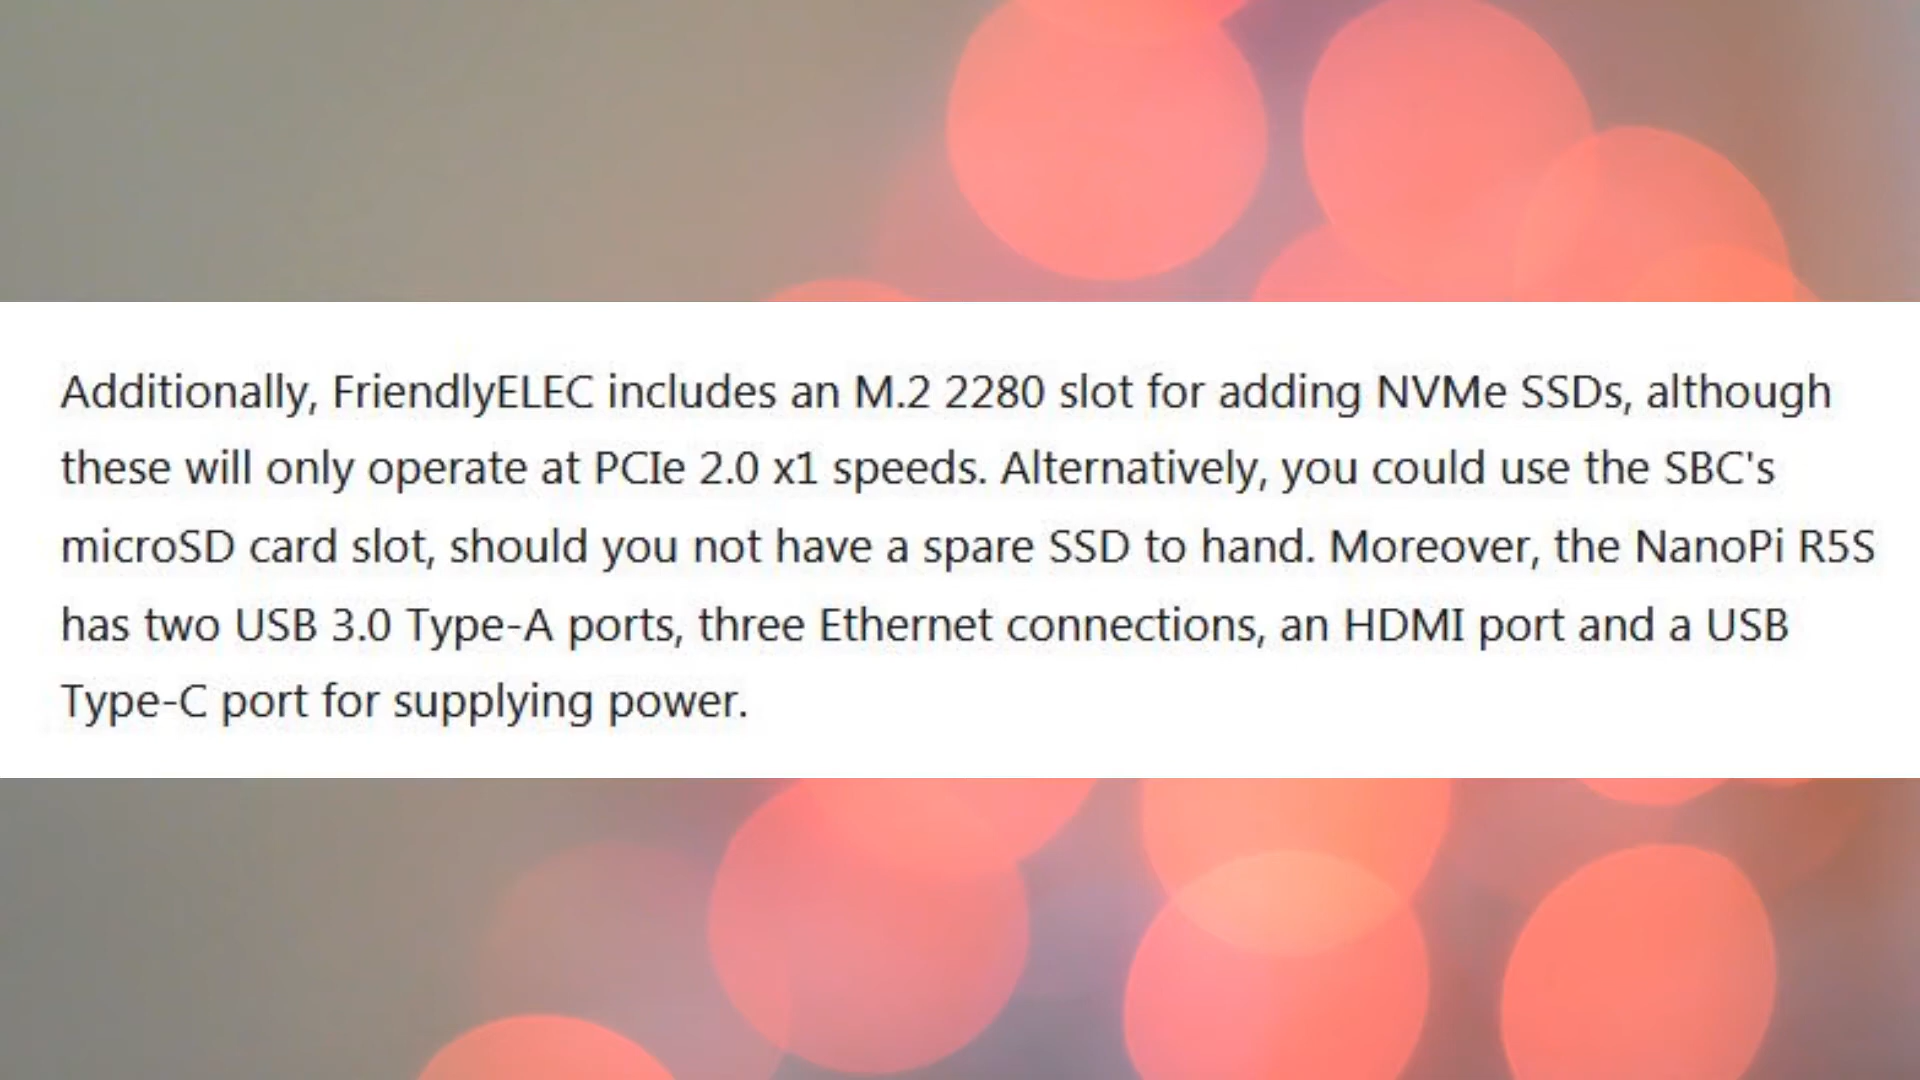 Additionally, FriendlyELEC includes an M.2 2280 slot for adding NVMe SSDs, although
these will only operate at PCIe 2.0 x1 speeds. Alternatively, you could use the SBC's
microSD card slot, should you not have a spare SSD to hand. Moreover, the NanoPi R5S
has two USB 3.0 Type-A ports, three Ethernet connections, an HDMI port and a USB
Type-C port for supplying power.